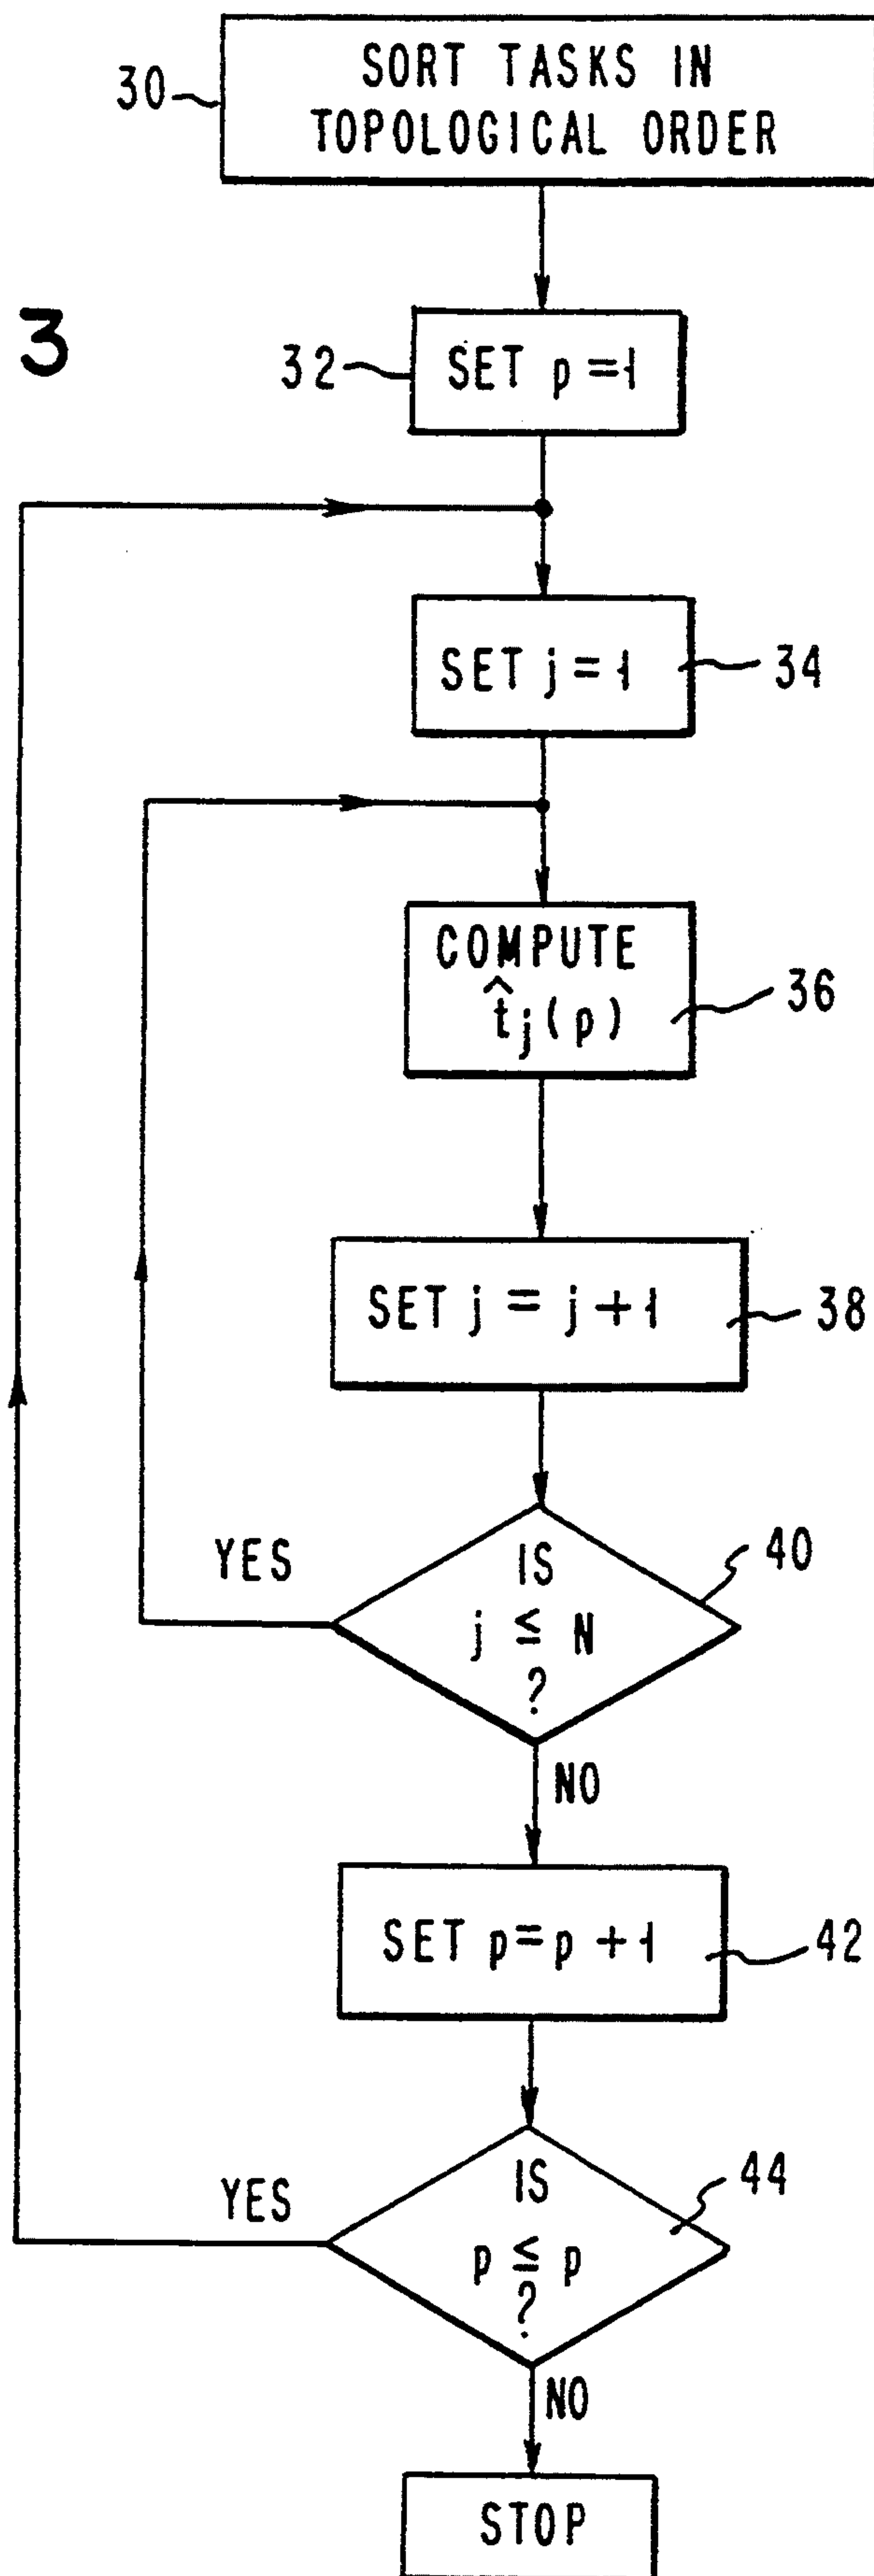 SORT TASKS IN
TOPOLOGICAL ORDER
30
3
32
SET p = 1
SET j = 1
34
COMPUTE
t̂j(p)
36
SET j = j + 1
38
YES
IS
j ≤ N
?
40
NO
SET p = p + 1
42
YES
IS
p ≤ p
?
44
NO
STOP